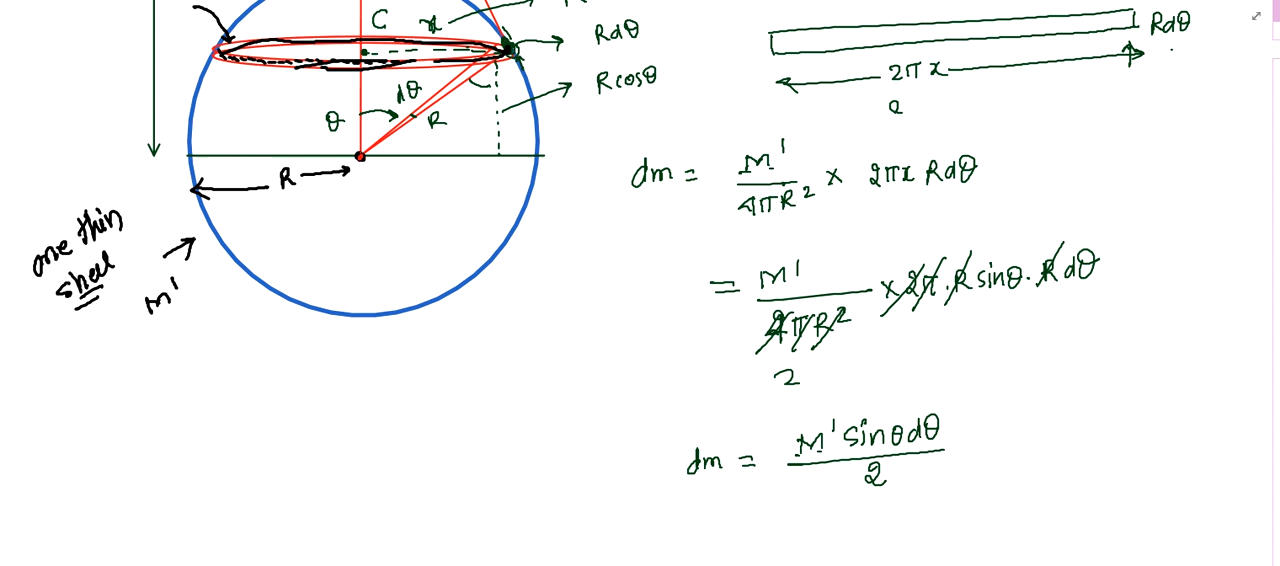 C
x
Rdθ
Rdθ
2πx
Rcosθ
dθ
θ
R
R
dm = M'/4πR² × 2πx Rdθ
one thin
shell
M'
= M'/4πR² × 2π · R sinθ · R dθ
2
dm = M' sinθdθ / 2